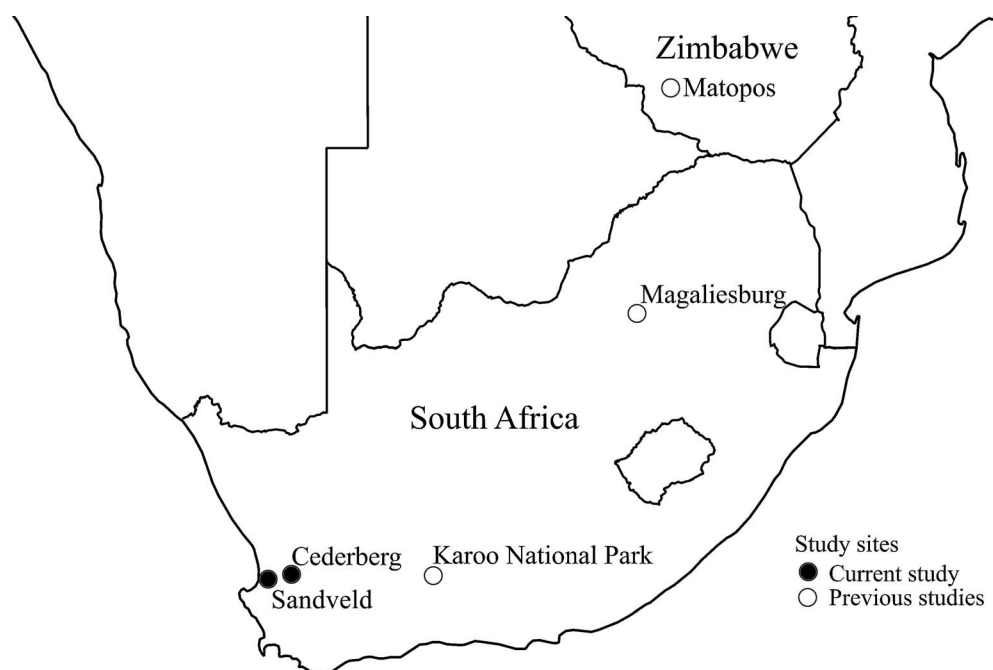 Zimbabwe
Matopos
Magaliesburg
South Africa
Cederberg
Karoo National Park
Sandveld
Study sites
Current study
Previous studies